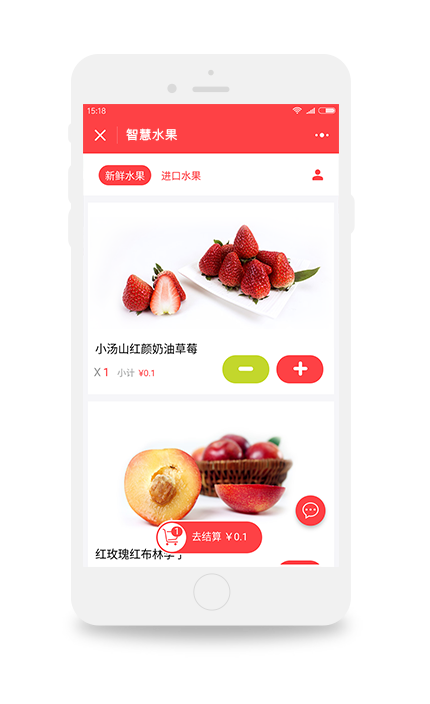 15:18
智慧水果
新鲜水果 进口水果
小汤山红颜奶油草莓
X 1 小计 ¥0.1
1
去结算 ¥0.1
红玫瑰红布林李子